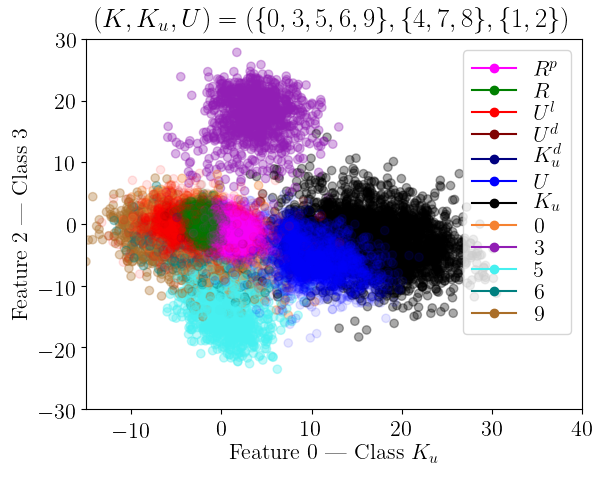 (K, K_u, U) = ({0, 3, 5, 6, 9}, {4, 7, 8}, {1, 2})
30
20
10
0
−10
−20
−30
Feature 2 — Class 3
−10
0
10
20
30
40
Feature 0 — Class K_u
R^p
R
U^l
U^d
K_u^d
U
K_u
0
3
5
6
9